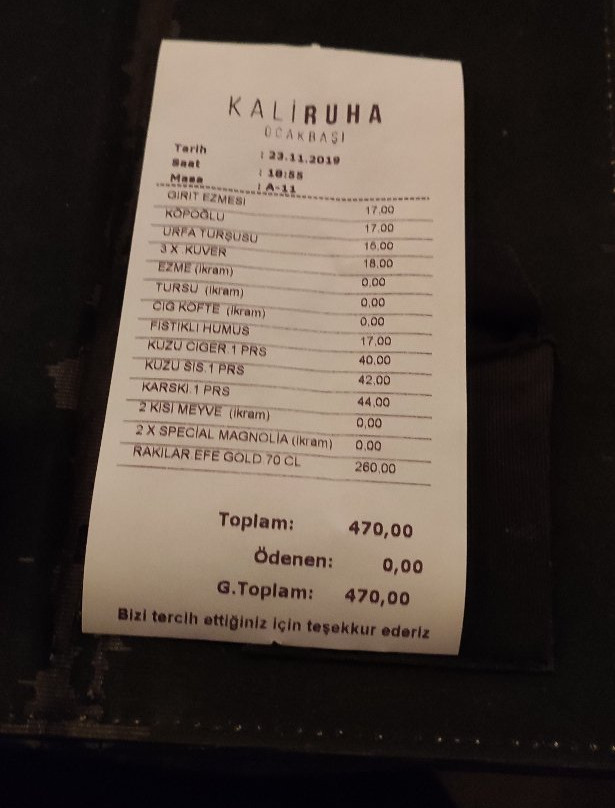 KALİRUHA
OCAKBAŞI
Tarih : 23.11.2019
Saat : 18:55
Masa : A-11
GIRIT EZMESI 17,00
KÖPOĞLU 17,00
URFA TURŞUSU 15,00
3 X KUVER 18,00
EZME (ikram) 0,00
TURSU (ikram) 0,00
CIG KÖFTE (ikram) 0,00
FISTIKLI HUMUS 17,00
KUZU CIGER.1 PRS 40,00
KUZU SIS.1 PRS 42,00
KARSKI.1 PRS 44,00
2 KISI MEYVE (ikram) 0,00
2 X SPECIAL MAGNOLIA (ikram) 0,00
RAKILAR.EFE GOLD 70 CL 260,00
Toplam: 470,00
Ödenen: 0,00
G.Toplam: 470,00
Bizi tercih ettiğiniz için teşekkur ederiz